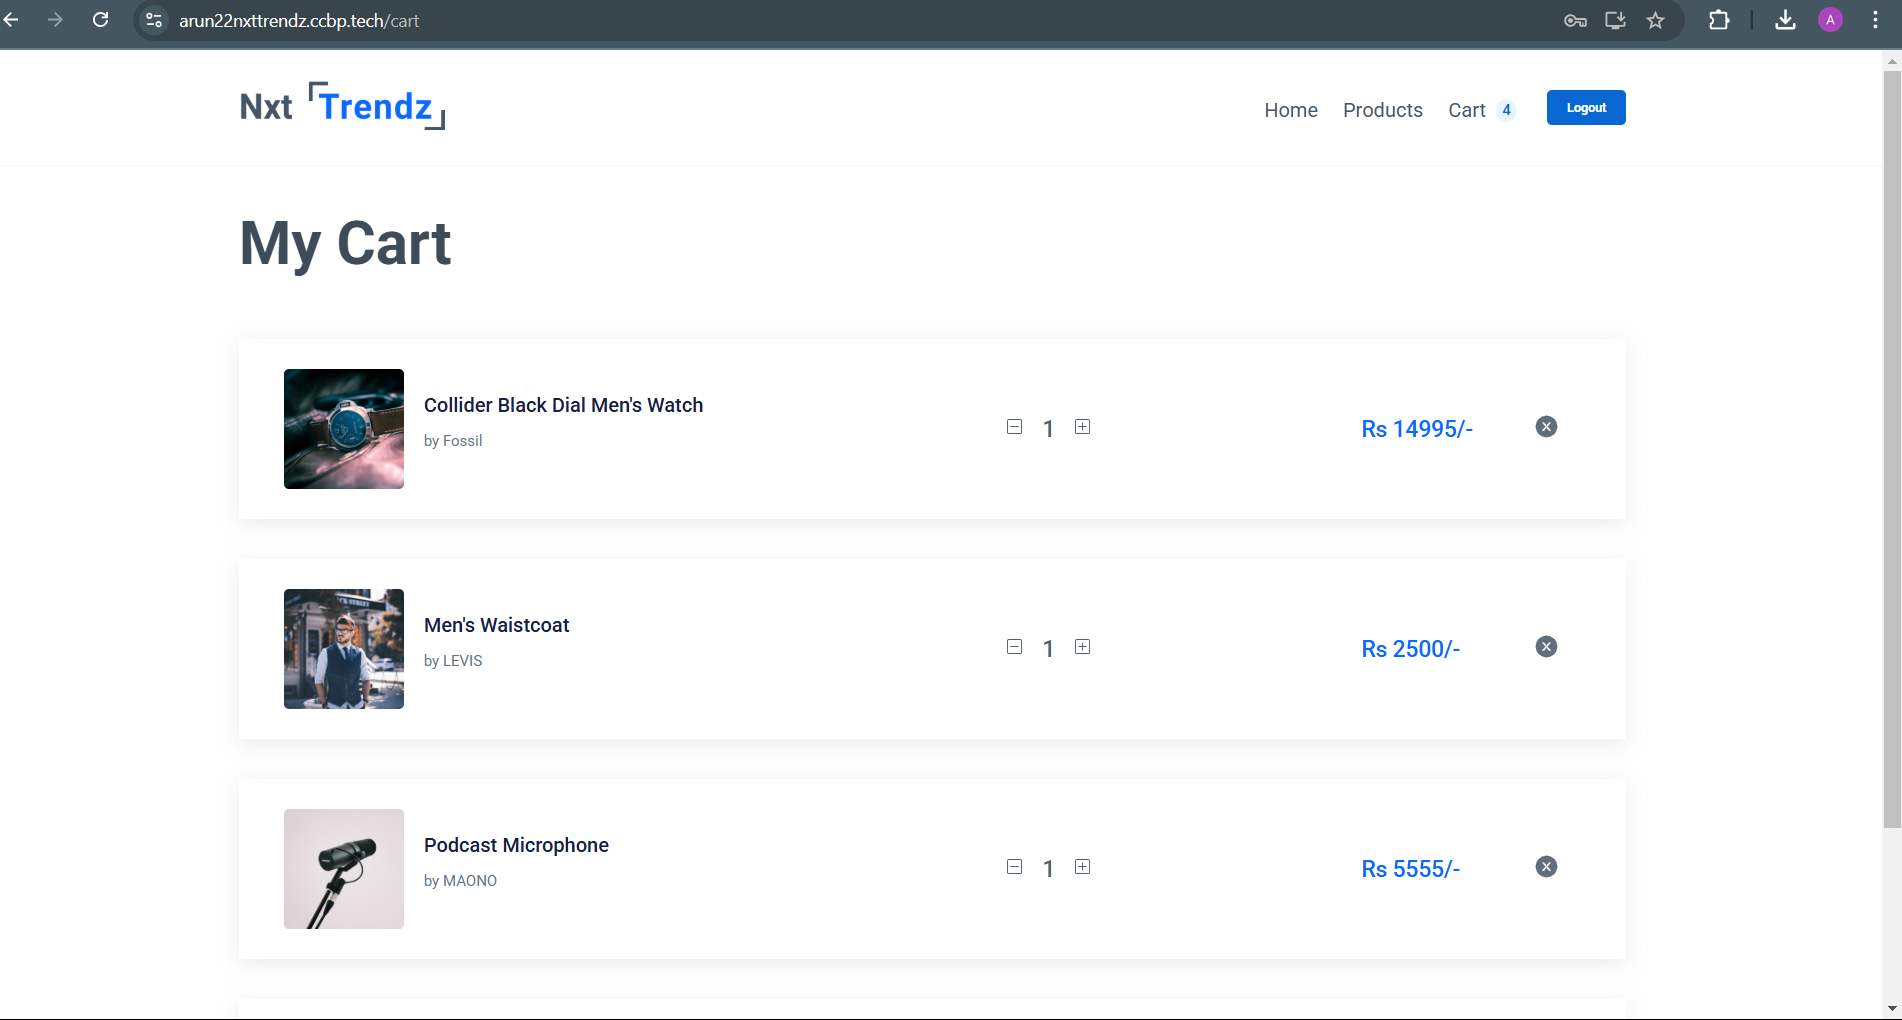 arun22nxttrendz.ccbp.tech/cart
A
Nxt Trendz
Home Products Cart 4 Logout
My Cart
Collider Black Dial Men's Watch
by Fossil
1
Rs 14995/-
Men's Waistcoat
by LEVIS
1
Rs 2500/-
Podcast Microphone
by MAONO
1
Rs 5555/-